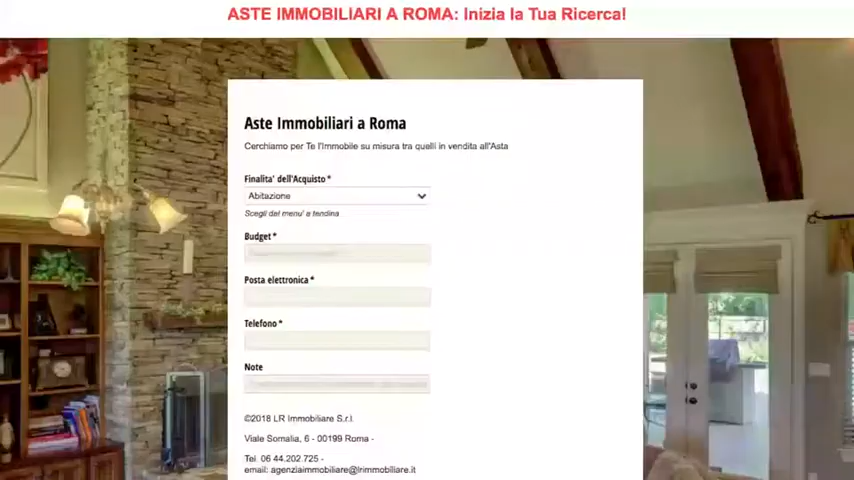 ASTE IMMOBILIARI A ROMA: Inizia la Tua Ricerca!
Aste Immobiliari a Roma
Cerchiamo per Te l'Immobile su misura tra quelli in vendita all'Asta
Finalita' dell'Acquisto *
Abitazione
Scegli dal menu' a tendina
Budget *
Posta elettronica *
Telefono *
Note
©2018 LR Immobiliare S.r.l.
Viale Somalia, 6 - 00199 Roma -
Tel. 06 44.202.725 -
email: agenziaimmobiliare@lrimmobiliare.it